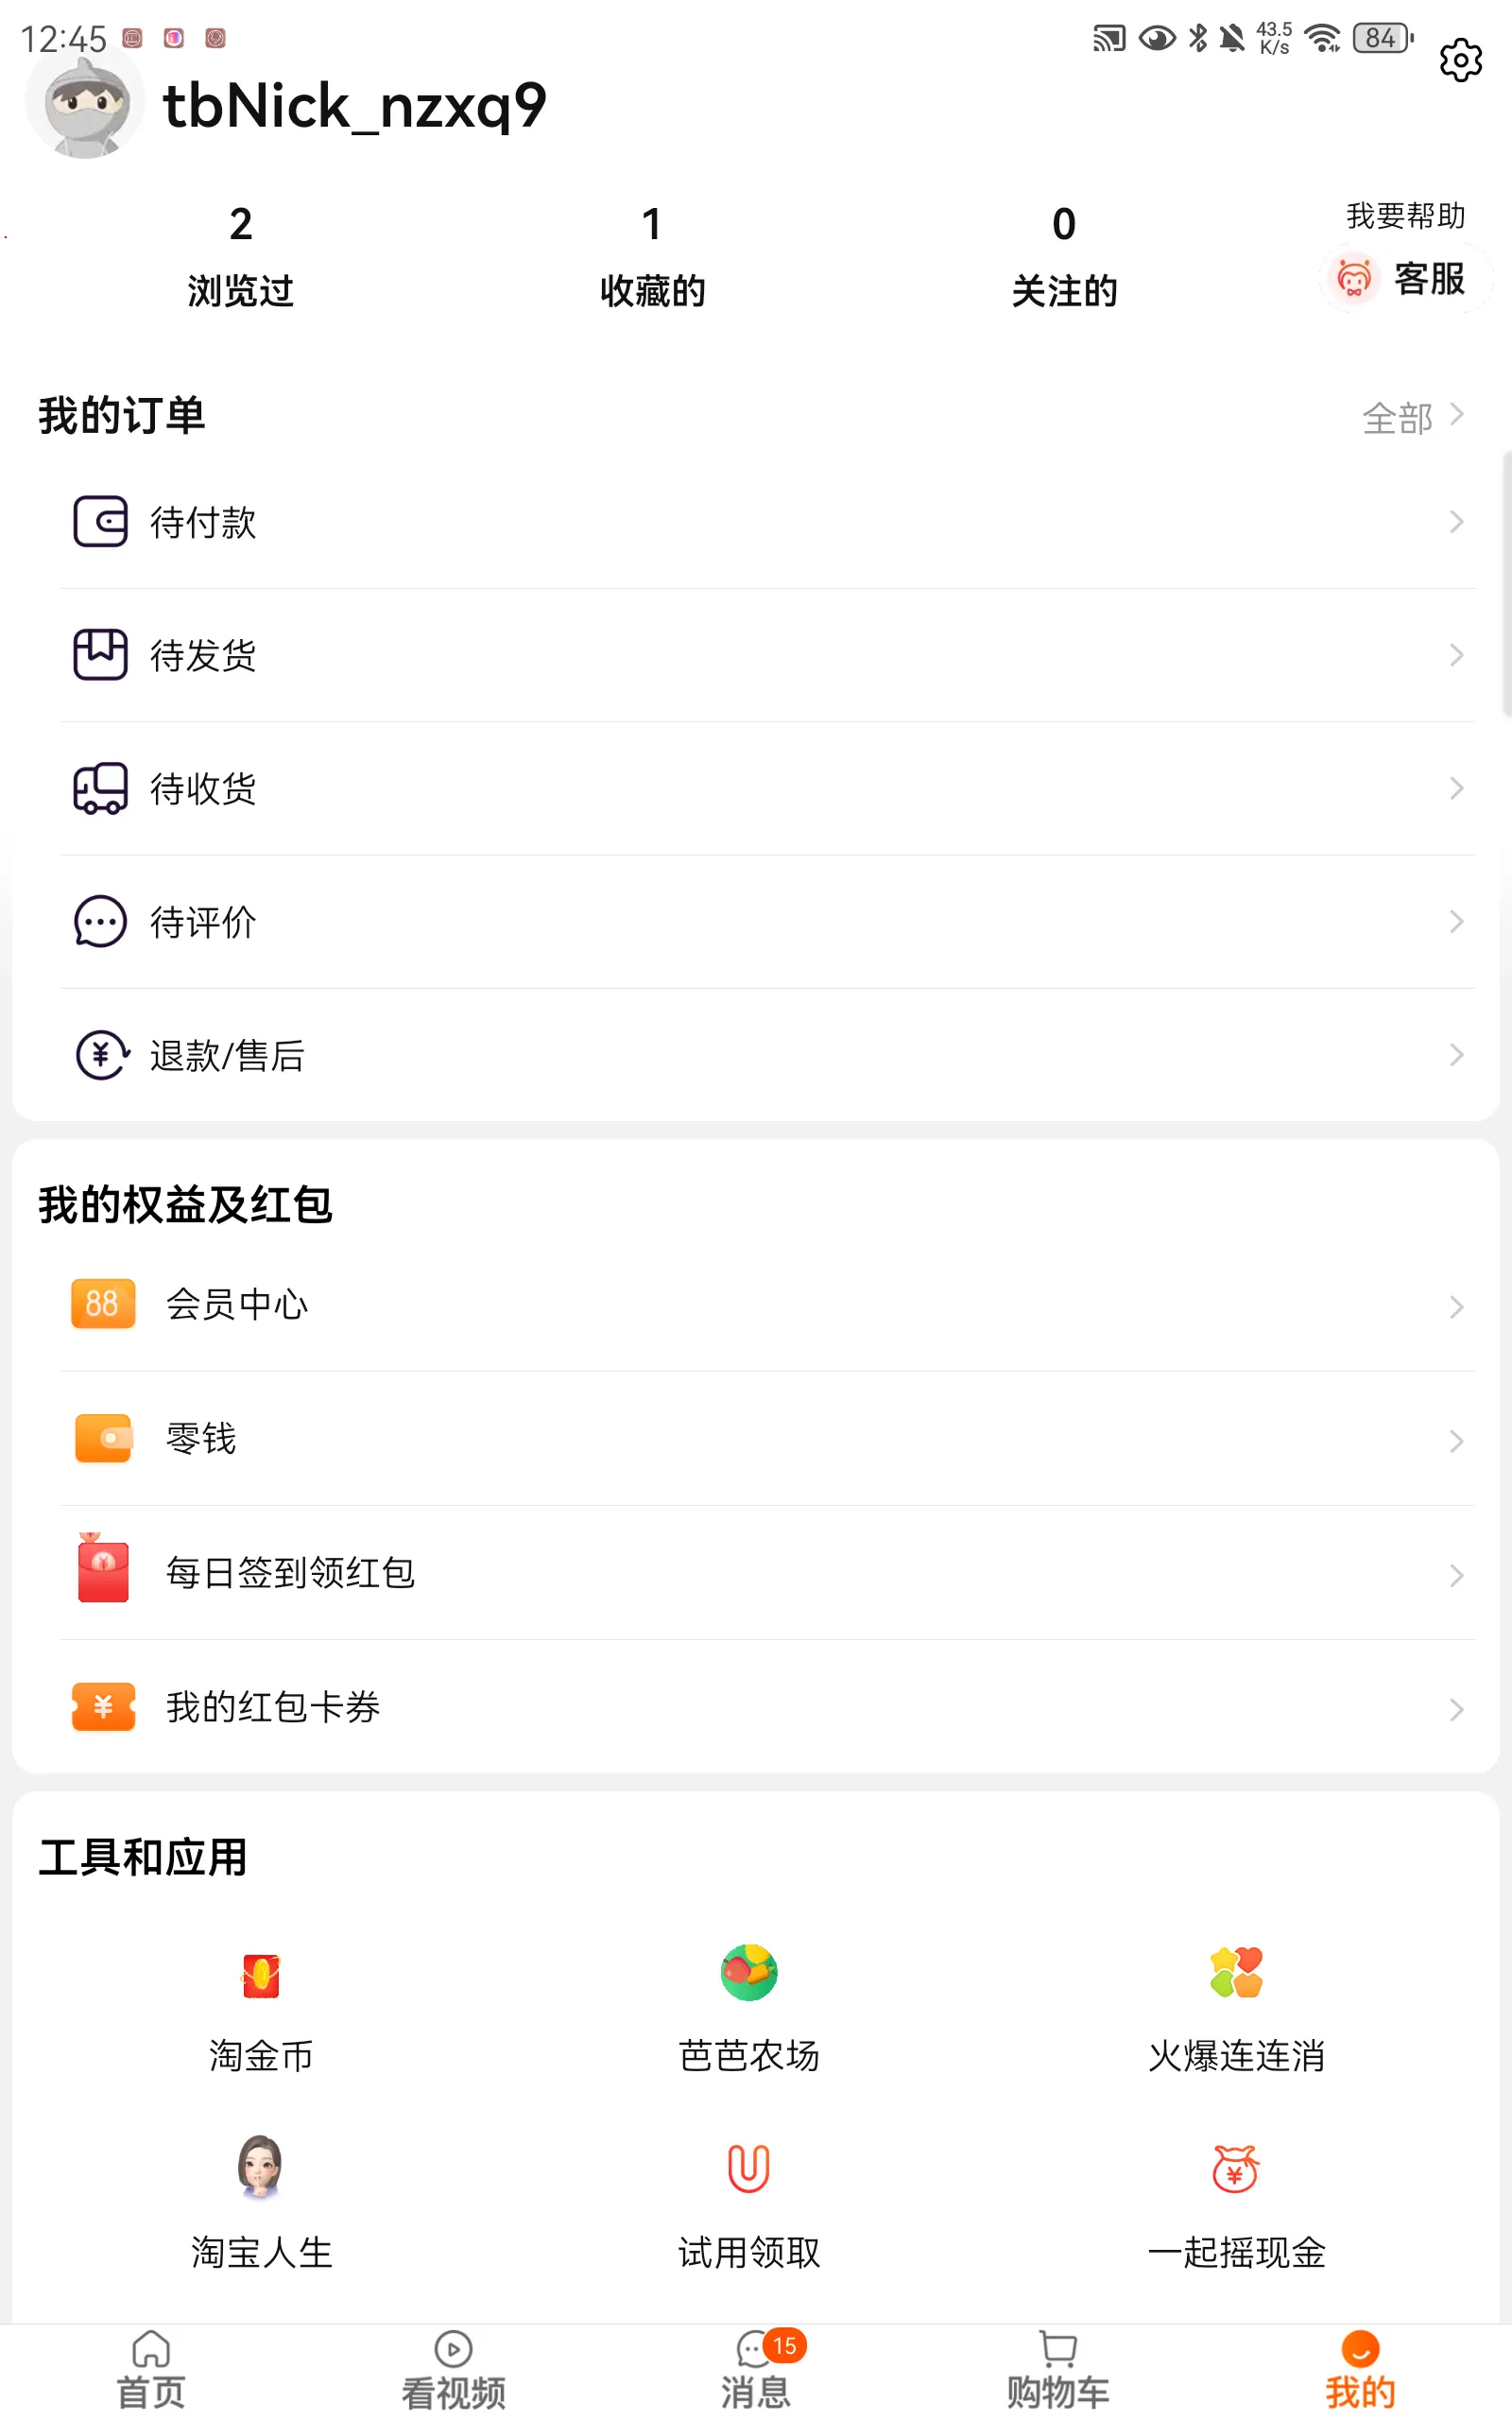 12:45
43.5
K/s
84
tbNick_nzxq9
2
浏览过
1
收藏的
0
关注的
我要帮助
客服
我的订单
全部
待付款
待发货
待收货
待评价
退款/售后
我的权益及红包
88
会员中心
零钱
每日签到领红包
我的红包卡券
工具和应用
淘金币
芭芭农场
火爆连连消
淘宝人生
试用领取
一起摇现金
首页
看视频
15
消息
购物车
我的